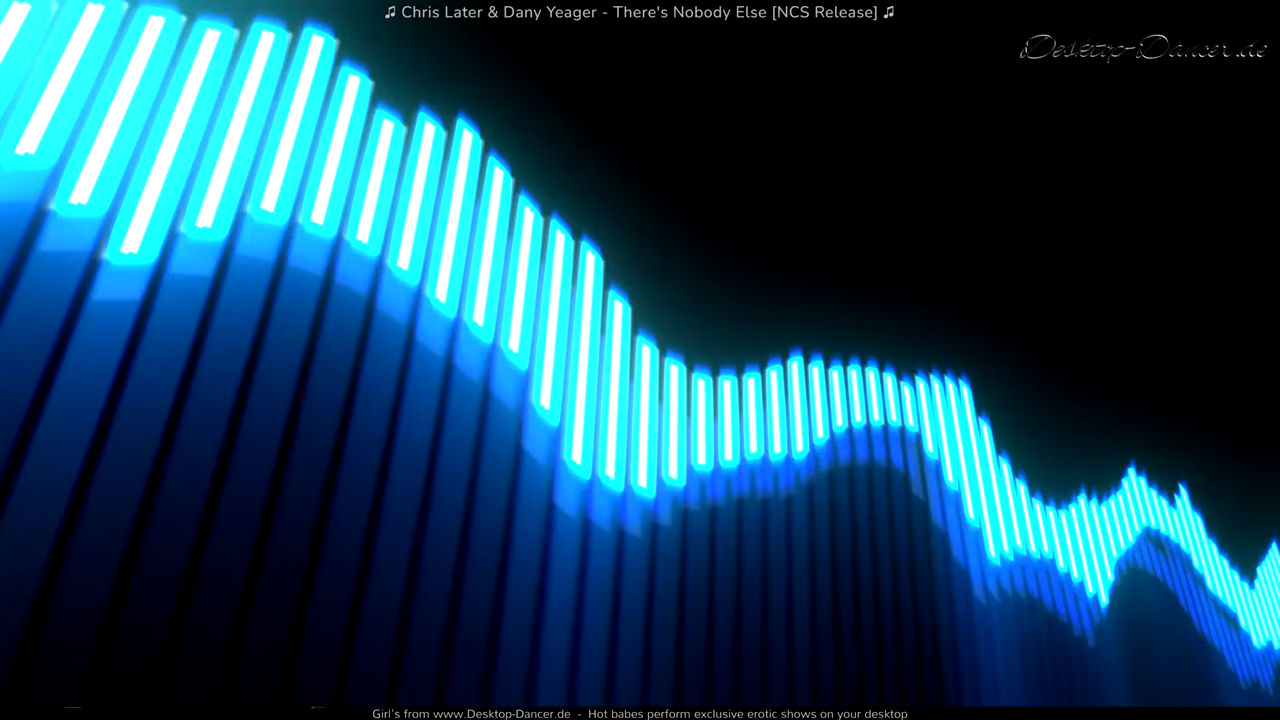 ♫ Chris Later & Dany Yeager - There's Nobody Else [NCS Release] ♫
Desktop-Dancer.de
Girl's from www.Desktop-Dancer.de - Hot babes perform exclusive erotic shows on your desktop